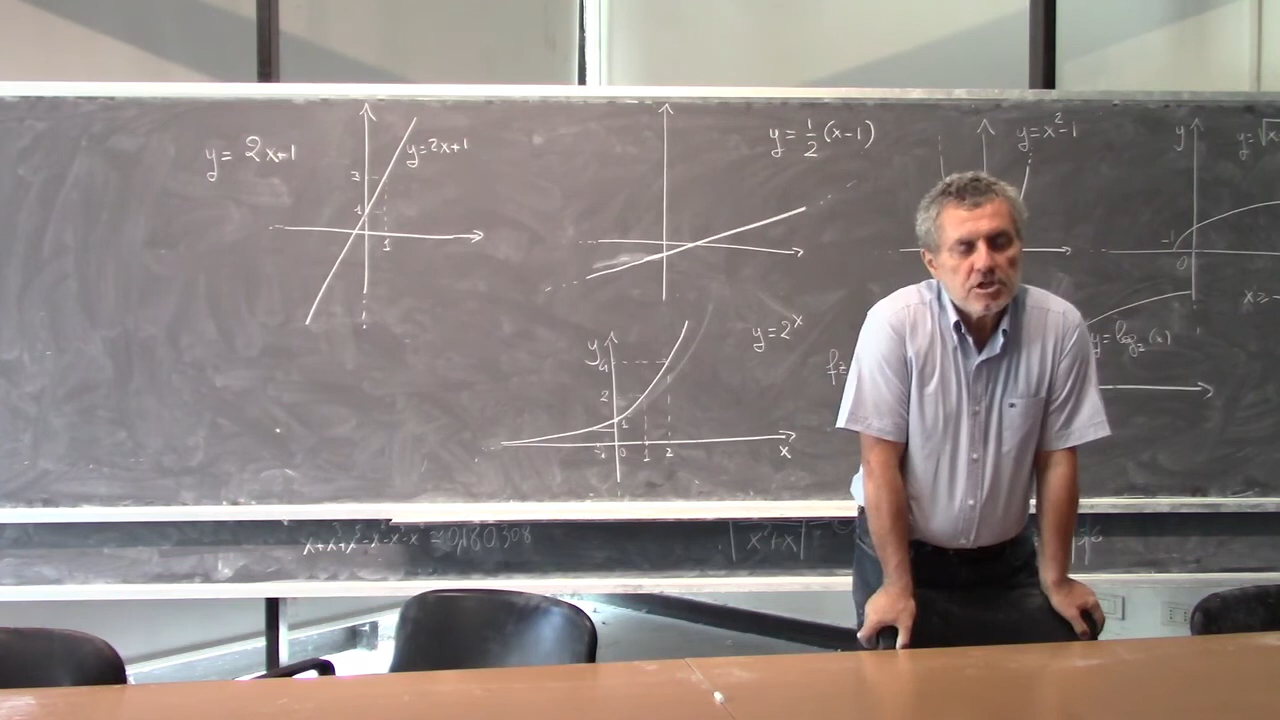 y = 2x+1
y=2x+1
3
1
1
y = 1/2 (x-1)
y = x²-1
y
y = √x
-1
0
y = 2ˣ
y
4
2
1
-1 0 1 2
x
y = log₂(x)